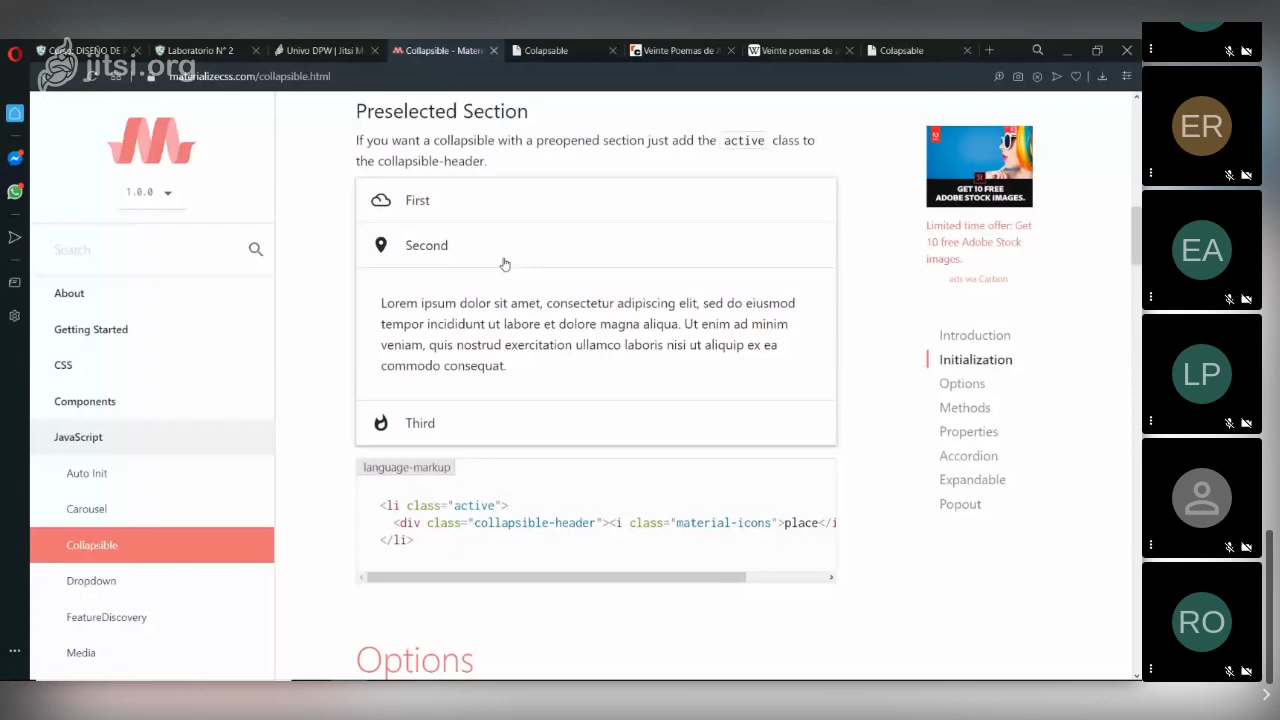 jitsi.org
Laboratorio N° 2
Univo DPW | Jitsi M
Collapsible - Mater
Colapsable
Veinte Poemas de A
Veinte poemas de a
Colapsable
materializecss.com/collapsible.html
1.0.0
Search
About
Getting Started
CSS
Components
JavaScript
Auto Init
Carousel
Collapsible
Dropdown
FeatureDiscovery
Media
Preselected Section
If you want a collapsible with a preopened section just add the active class to
the collapsible-header.
First
Second
Lorem ipsum dolor sit amet, consectetur adipiscing elit, sed do eiusmod
tempor incididunt ut labore et dolore magna aliqua. Ut enim ad minim
veniam, quis nostrud exercitation ullamco laboris nisi ut aliquip ex ea
commodo consequat.
Third
language-markup
<li class="active">
<div class="collapsible-header"><i class="material-icons">place</i
</li>
Options
GET 10 FREE
ADOBE STOCK IMAGES.
Limited time offer: Get
10 free Adobe Stock
images.
ads via Carbon
Introduction
Initialization
Options
Methods
Properties
Accordion
Expandable
Popout
ER
EA
LP
RO